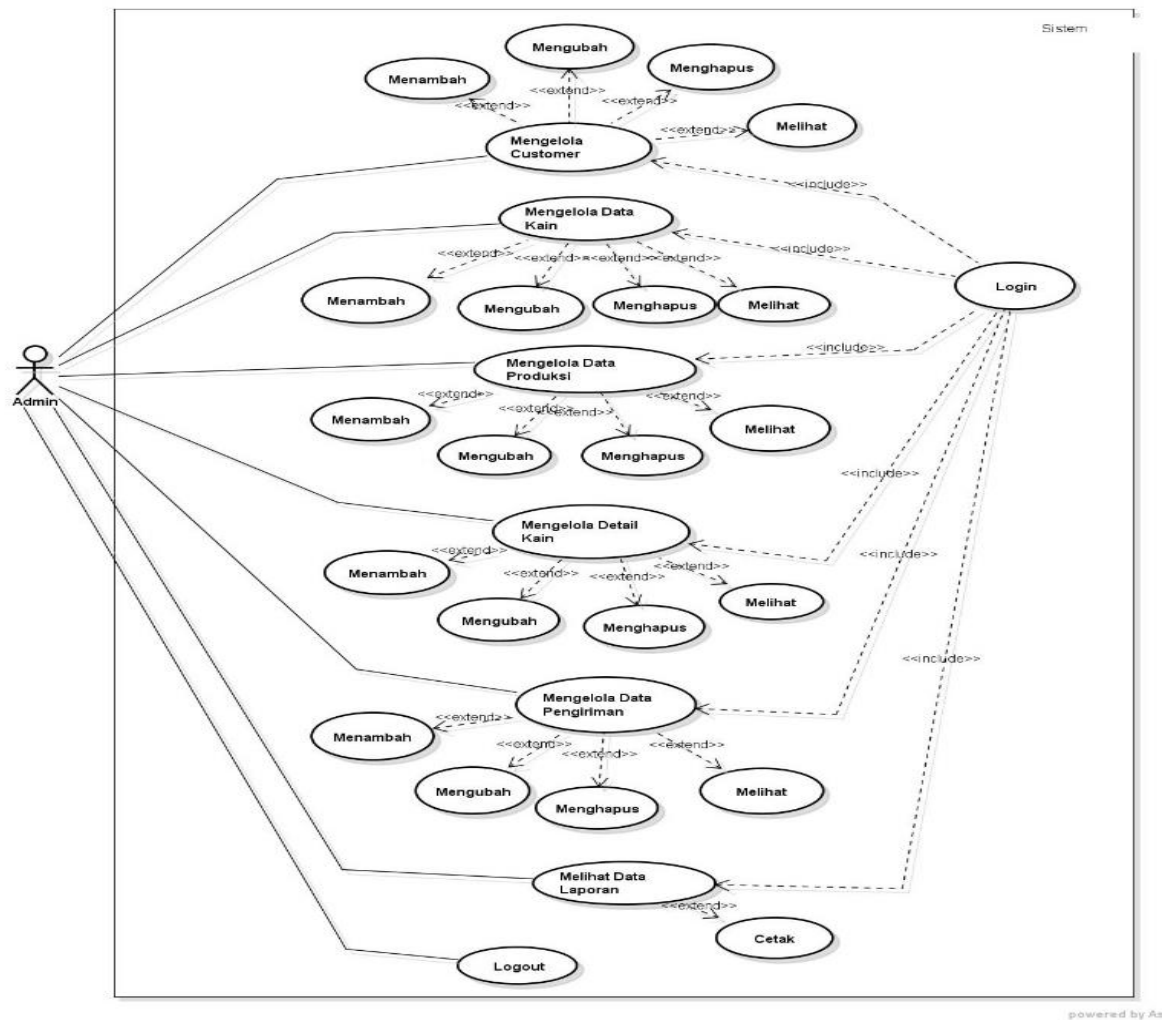 Sistem
Mengubah
Menambah
Menghapus
<<extend>>
<<extend>>
<<extend>>
<<extend>>
Melihat
Mengelola
Customer
<<include>>
Mengelola Data
Kain
<<include>>
<<extend>>
<<extend>>
<<extend>>
<<extend>>
Login
Menambah
Mengubah
Menghapus
Melihat
<<include>>
Mengelola Data
Produksi
Admin
<<extend>>
<<extend>>
<<extend>>
<<extend>>
Menambah
Melihat
Mengubah
Menghapus
<<include>>
Mengelola Detail
Kain
<<extend>>
<<include>>
<<extend>>
<<extend>>
<<extend>>
Menambah
Melihat
Mengubah
Menghapus
<<include>>
Mengelola Data
Pengiriman
<<extend>>
Menambah
<<extend>>
<<extend>>
<<extend>>
Mengubah
Menghapus
Melihat
Melihat Data
Laporan
<<extend>>
Cetak
Logout
powered by As